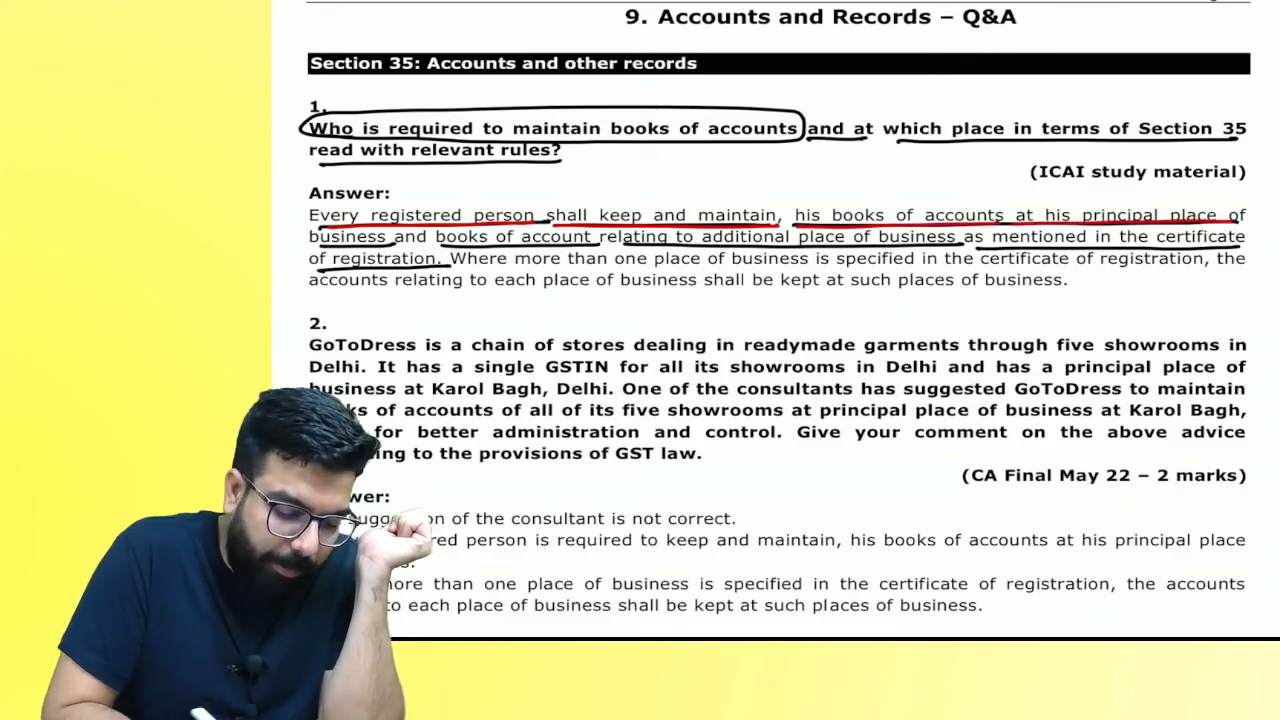 9. Accounts and Records – Q&A
Section 35: Accounts and other records
1.
Who is required to maintain books of accounts and at which place in terms of Section 35
read with relevant rules?
(ICAI study material)
Answer:
Every registered person shall keep and maintain, his books of accounts at his principal place of
business and books of account relating to additional place of business as mentioned in the certificate
of registration. Where more than one place of business is specified in the certificate of registration, the
accounts relating to each place of business shall be kept at such places of business.
2.
GoToDress is a chain of stores dealing in readymade garments through five showrooms in
Delhi. It has a single GSTIN for all its showrooms in Delhi and has a principal place of
business at Karol Bagh, Delhi. One of the consultants has suggested GoToDress to maintain
of accounts of all of its five showrooms at principal place of business at Karol Bagh,
for better administration and control. Give your comment on the above advice
to the provisions of GST law.
(CA Final May 22 – 2 marks)
of the consultant is not correct.
person is required to keep and maintain, his books of accounts at his principal place
more than one place of business is specified in the certificate of registration, the accounts
to each place of business shall be kept at such places of business.